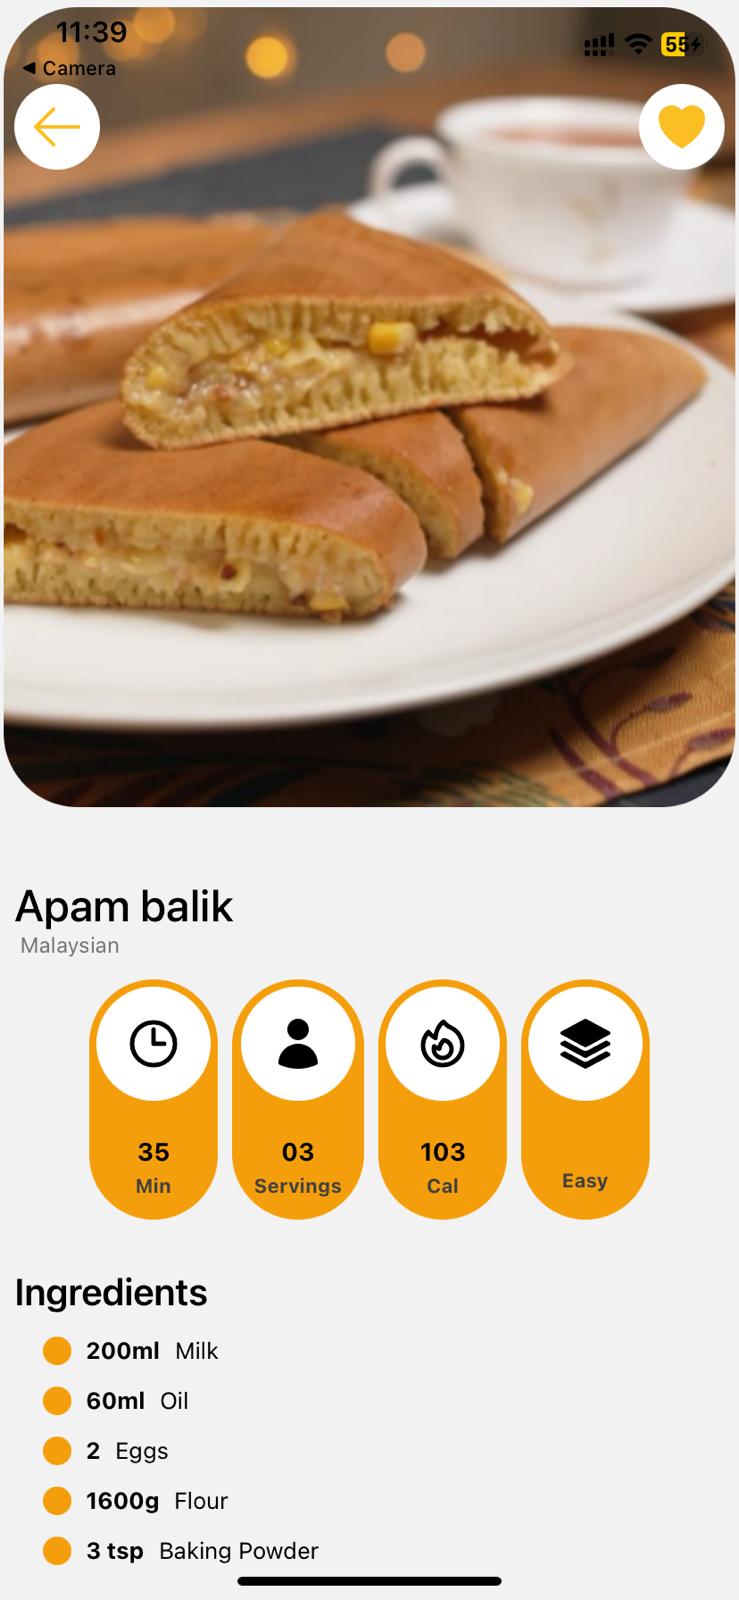 11:39
◀ Camera
55
Apam balik
Malaysian
35
Min
03
Servings
103
Cal
Easy
Ingredients
200ml Milk
60ml Oil
2 Eggs
1600g Flour
3 tsp Baking Powder